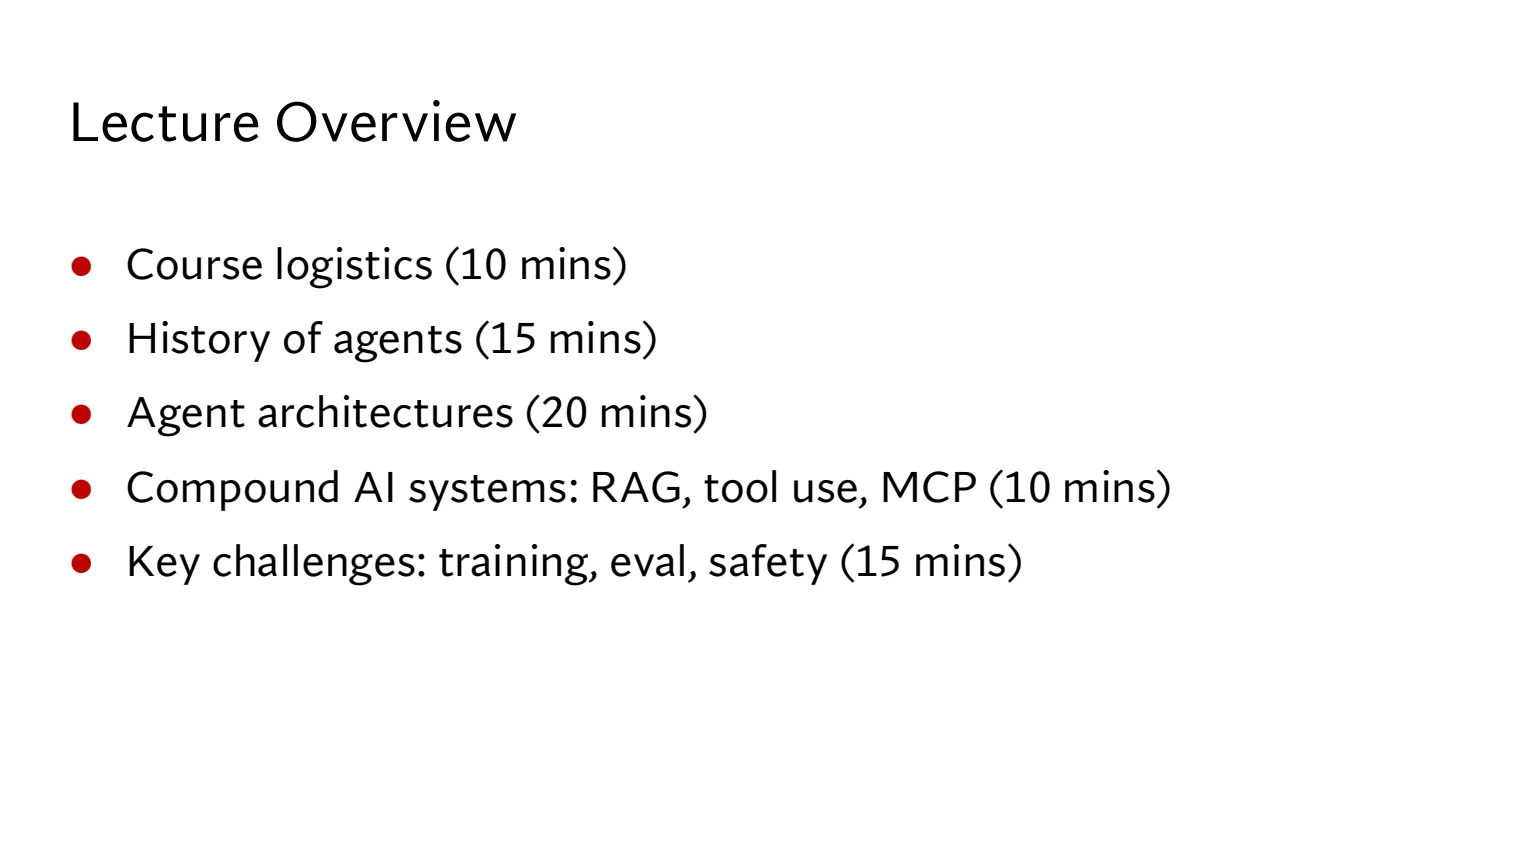 Lecture Overview
● Course logistics (10 mins)
● History of agents (15 mins)
● Agent architectures (20 mins)
● Compound AI systems: RAG, tool use, MCP (10 mins)
● Key challenges: training, eval, safety (15 mins)